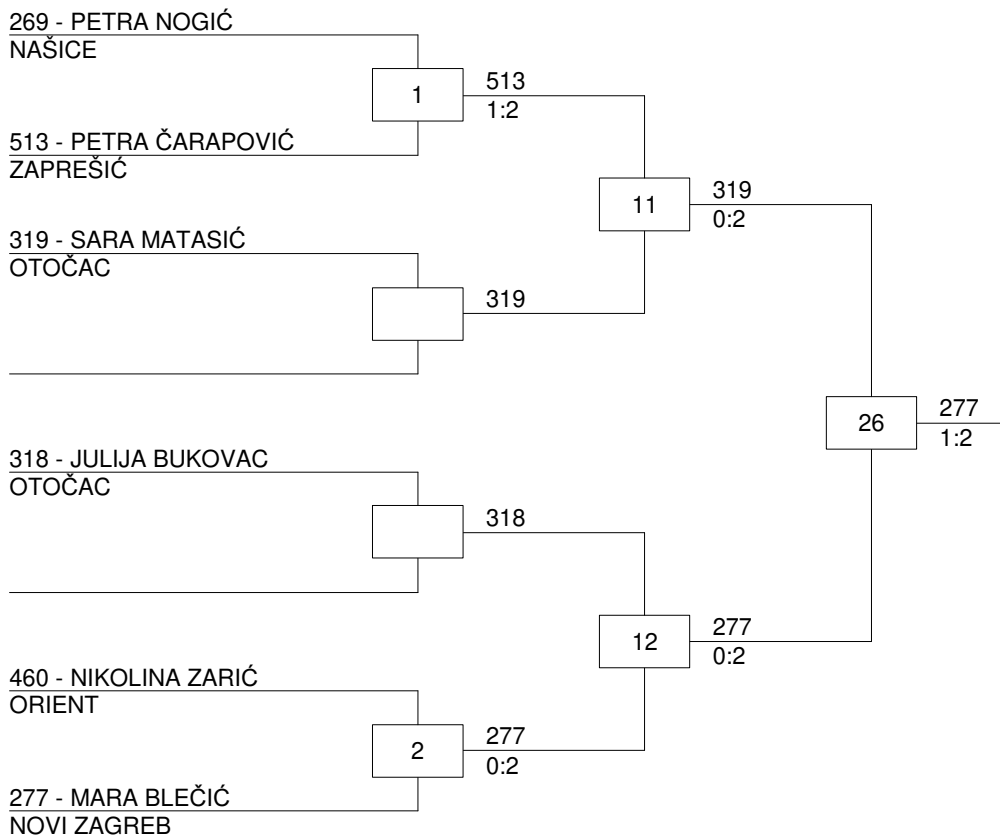 269 - PETRA NOGIĆ
NAŠICE
1
513
1:2
513 - PETRA ČARAPOVIĆ
ZAPREŠIĆ
11
319
0:2
319 - SARA MATASIĆ
OTOČAC
319
26
277
1:2
318 - JULIJA BUKOVAC
OTOČAC
318
12
277
0:2
460 - NIKOLINA ZARIĆ
ORIENT
2
277
0:2
277 - MARA BLEČIĆ
NOVI ZAGREB